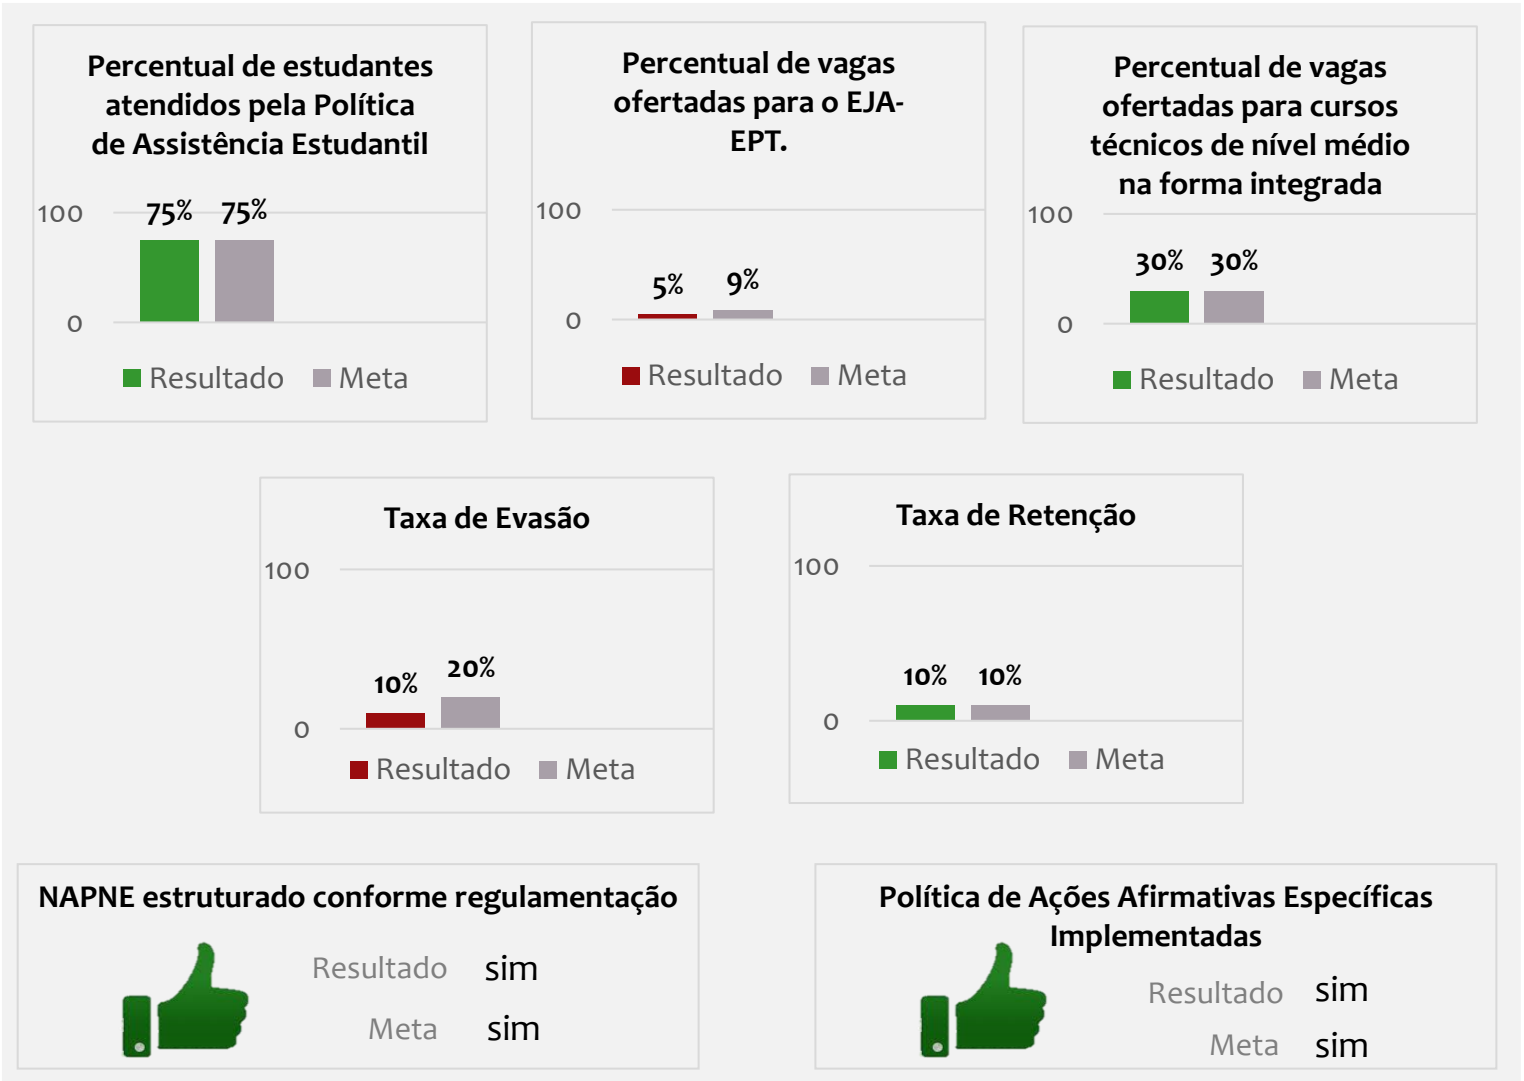 Percentual de estudantes
atendidos pela Política
de Assistência Estudantil
100
75% 75%
0
Resultado Meta
Percentual de vagas
ofertadas para o EJA-
EPT.
100
5% 9%
0
Resultado Meta
Percentual de vagas
ofertadas para cursos
técnicos de nível médio
na forma integrada
100
30% 30%
0
Resultado Meta
Taxa de Evasão
100
10% 20%
0
Resultado Meta
Taxa de Retenção
100
10% 10%
0
Resultado Meta
NAPNE estruturado conforme regulamentação
Resultado sim
Meta sim
Política de Ações Afirmativas Específicas
Implementadas
Resultado sim
Meta sim